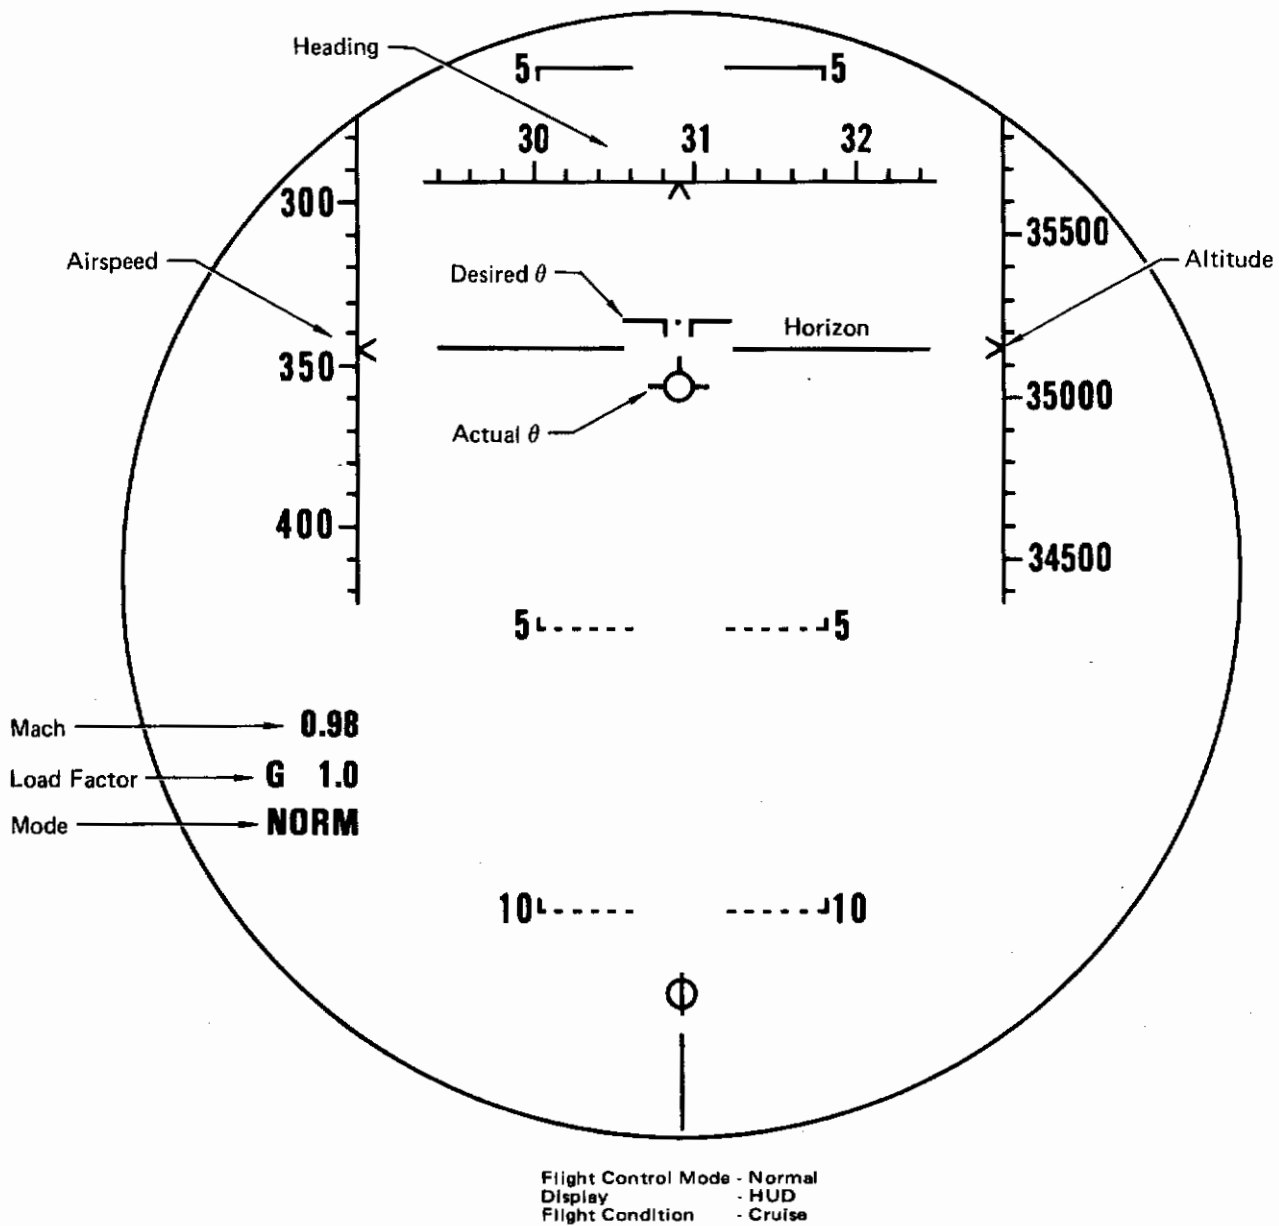 Heading
5 5
30 31 32
300
35500
Airspeed
Altitude
Desired θ
Horizon
350
35000
Actual θ
400
34500
5 5
Mach 0.98
Load Factor G 1.0
Mode NORM
10 10
Flight Control Mode - Normal
Display - HUD
Flight Condition - Cruise